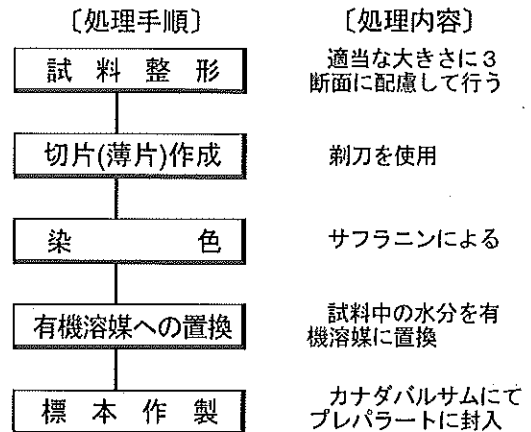 〔処理手順〕 〔処理内容〕
試料整形 適当な大きさに3
断面に配慮して行う
切片(薄片)作成 剃刀を使用
染色 サフラニンによる
有機溶媒への置換 試料中の水分を有
機溶媒に置換
標本作製 カナダバルサムにて
プレパラートに封入